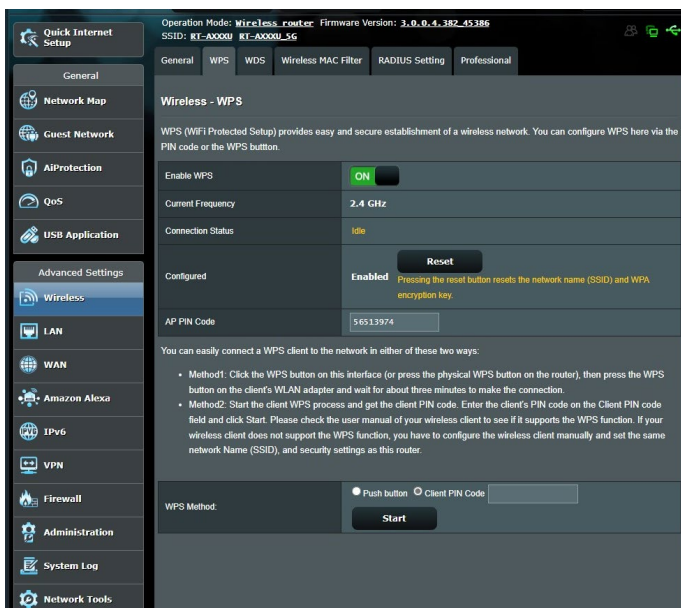 Operation Mode: Wireless router Firmware Version: 3.0.0.4.382_45386
SSID: RT-AXXXU RT-AXXXU_5G
Quick Internet
Setup
General
Network Map
Guest Network
AiProtection
QoS
USB Application
Advanced Settings
Wireless
LAN
WAN
Amazon Alexa
IPv6
VPN
Firewall
Administration
System Log
Network Tools
General WPS WDS Wireless MAC Filter RADIUS Setting Professional
Wireless - WPS
WPS (WiFi Protected Setup) provides easy and secure establishment of a wireless network. You can configure WPS here via the
PIN code or the WPS buttton.
Enable WPS ON
Current Frequency 2.4 GHz
Connection Status Idle
Configured Enabled Reset
Pressing the reset button resets the network name (SSID) and WPA
encryption key.
AP PIN Code 56513974
You can easily connect a WPS client to the network in either of these two ways:
• Method1: Click the WPS button on this interface (or press the physical WPS button on the router), then press the WPS
button on the client's WLAN adapter and wait for about three minutes to make the connection.
• Method2: Start the client WPS process and get the client PIN code. Enter the client's PIN code on the Client PIN code
field and click Start. Please check the user manual of your wireless client to see if it supports the WPS function. If your
wireless client does not support the WPS function, you have to configure the wireless client manually and set the same
network Name (SSID), and security settings as this router.
WPS Method: Push button Client PIN Code
Start